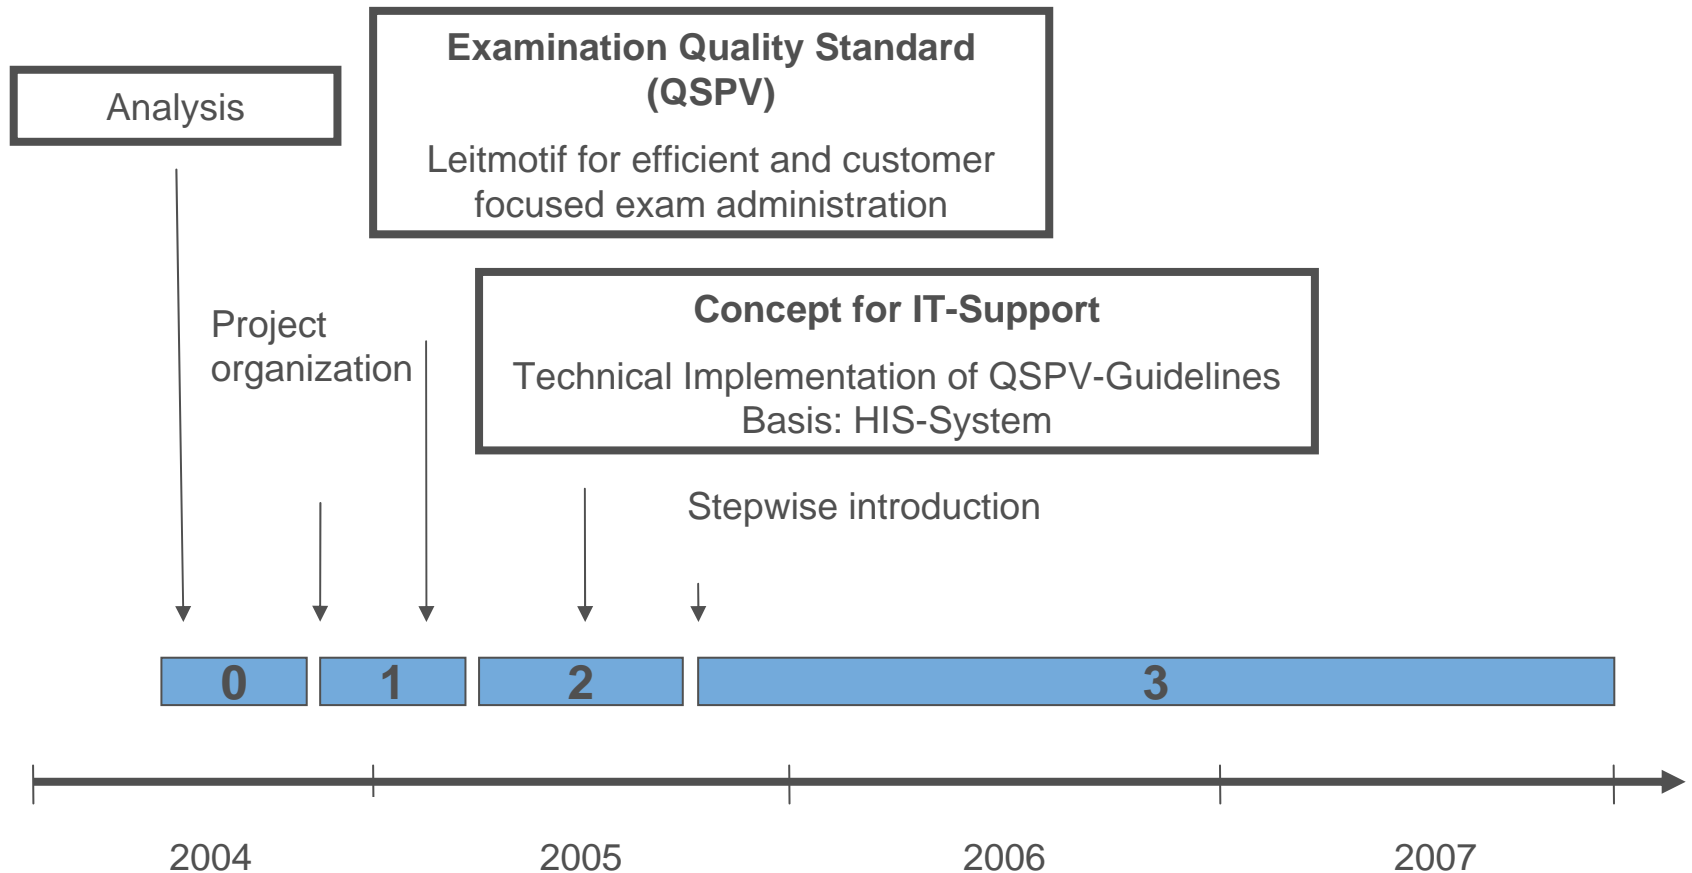 Examination Quality Standard
(QSPV)
Leitmotif for efficient and customer
focused exam administration
Analysis
Concept for IT-Support
Technical Implementation of QSPV-Guidelines
Basis: HIS-System
Project
organization
Stepwise introduction
0
1
2
3
2004
2005
2006
2007